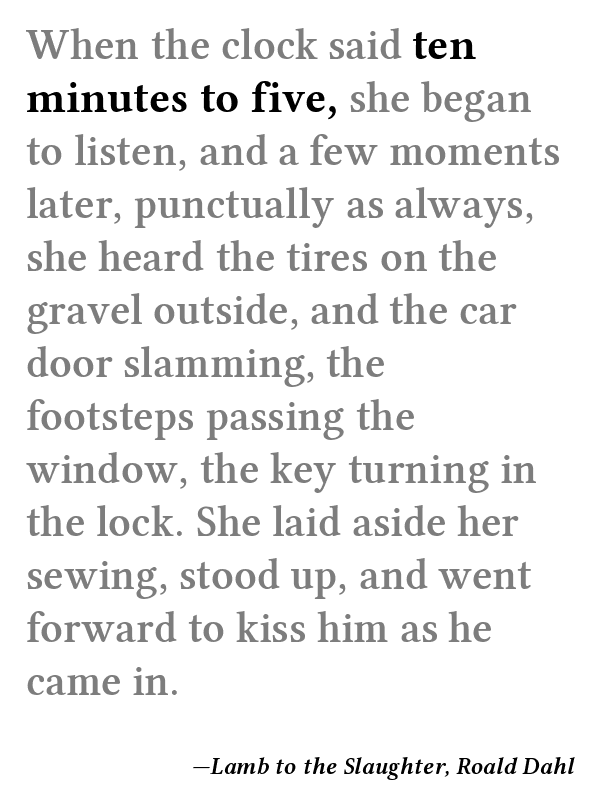 When the clock said ten
minutes to five, she began
to listen, and a few moments
later, punctually as always,
she heard the tires on the
gravel outside, and the car
door slamming, the
footsteps passing the
window, the key turning in
the lock. She laid aside her
sewing, stood up, and went
forward to kiss him as he
came in.
—Lamb to the Slaughter, Roald Dahl